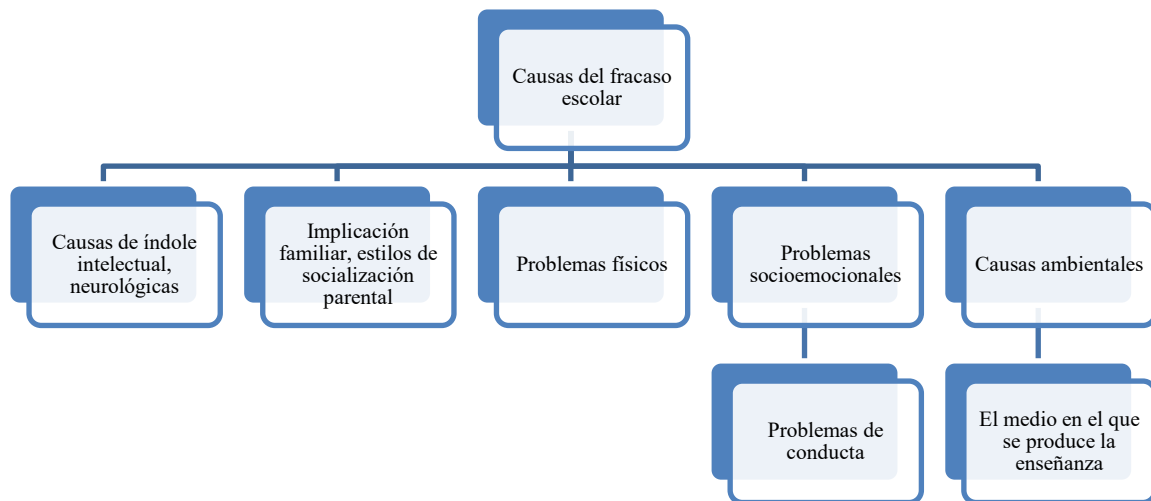 Causas del fracaso
escolar
Causas de índole
intelectual,
neurológicas
Implicación
familiar, estilos de
socialización
parental
Problemas físicos
Problemas
socioemocionales
Causas ambientales
Problemas de
conducta
El medio en el que
se produce la
enseñanza